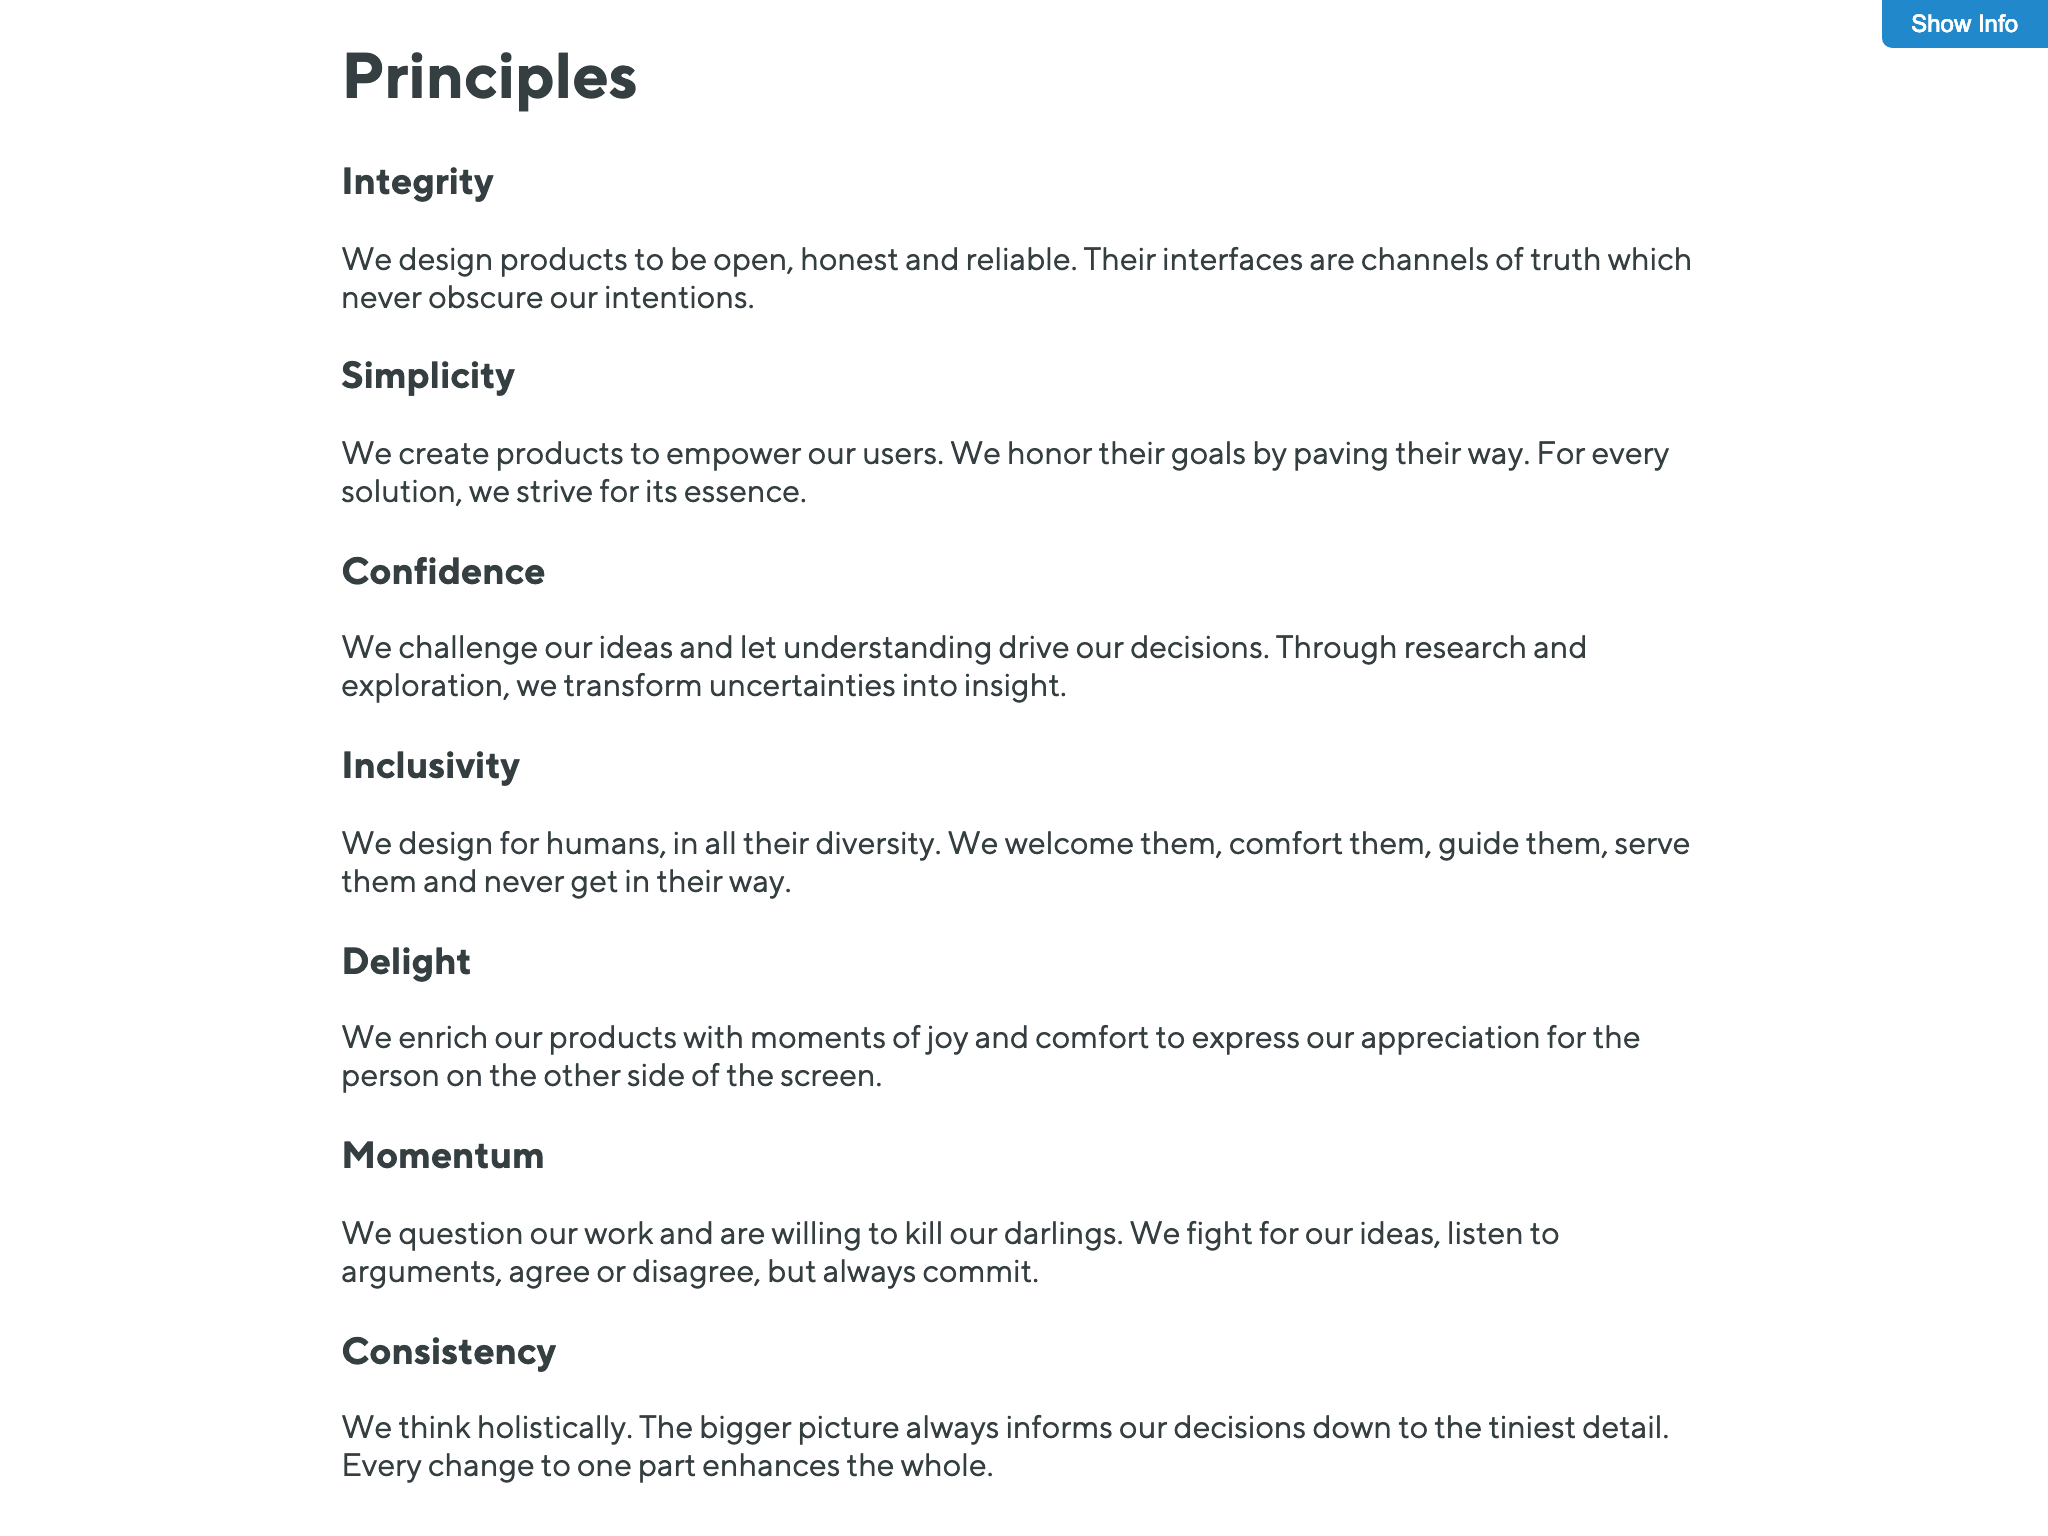 Show Info
Principles
Integrity
We design products to be open, honest and reliable. Their interfaces are channels of truth which
never obscure our intentions.
Simplicity
We create products to empower our users. We honor their goals by paving their way. For every
solution, we strive for its essence.
Confidence
We challenge our ideas and let understanding drive our decisions. Through research and
exploration, we transform uncertainties into insight.
Inclusivity
We design for humans, in all their diversity. We welcome them, comfort them, guide them, serve
them and never get in their way.
Delight
We enrich our products with moments of joy and comfort to express our appreciation for the
person on the other side of the screen.
Momentum
We question our work and are willing to kill our darlings. We fight for our ideas, listen to
arguments, agree or disagree, but always commit.
Consistency
We think holistically. The bigger picture always informs our decisions down to the tiniest detail.
Every change to one part enhances the whole.